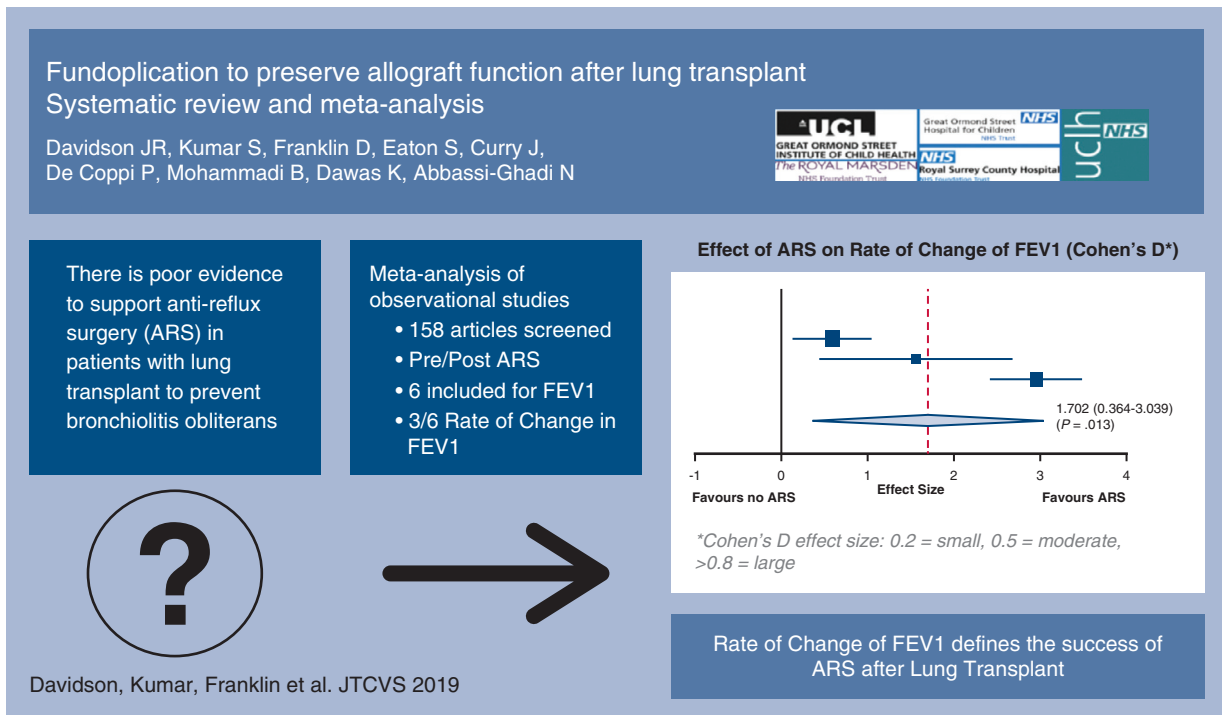 Fundoplication to preserve allograft function after lung transplant
Systematic review and meta-analysis
Davidson JR, Kumar S, Franklin D, Eaton S, Curry J,
De Coppi P, Mohammadi B, Dawas K, Abbassi-Ghadi N
UCL
GREAT ORMOND STREET
INSTITUTE OF CHILD HEALTH
The ROYAL MARSDEN
NHS Foundation Trust
Great Ormond Street NHS
Hospital for Children
NHS Trust
NHS
Royal Surrey County Hospital
NHS Foundation Trust
uclh
NHS
There is poor evidence
to support anti-reflux
surgery (ARS) in
patients with lung
transplant to prevent
bronchiolitis obliterans
Meta-analysis of
observational studies
• 158 articles screened
• Pre/Post ARS
• 6 included for FEV1
• 3/6 Rate of Change in
FEV1
Effect of ARS on Rate of Change of FEV1 (Cohen's D*)
1.702 (0.364-3.039)
(P = .013)
-1 0 1 2 3 4
Favours no ARS Effect Size Favours ARS
*Cohen's D effect size: 0.2 = small, 0.5 = moderate,
>0.8 = large
?
Rate of Change of FEV1 defines the success of
ARS after Lung Transplant
Davidson, Kumar, Franklin et al. JTCVS 2019